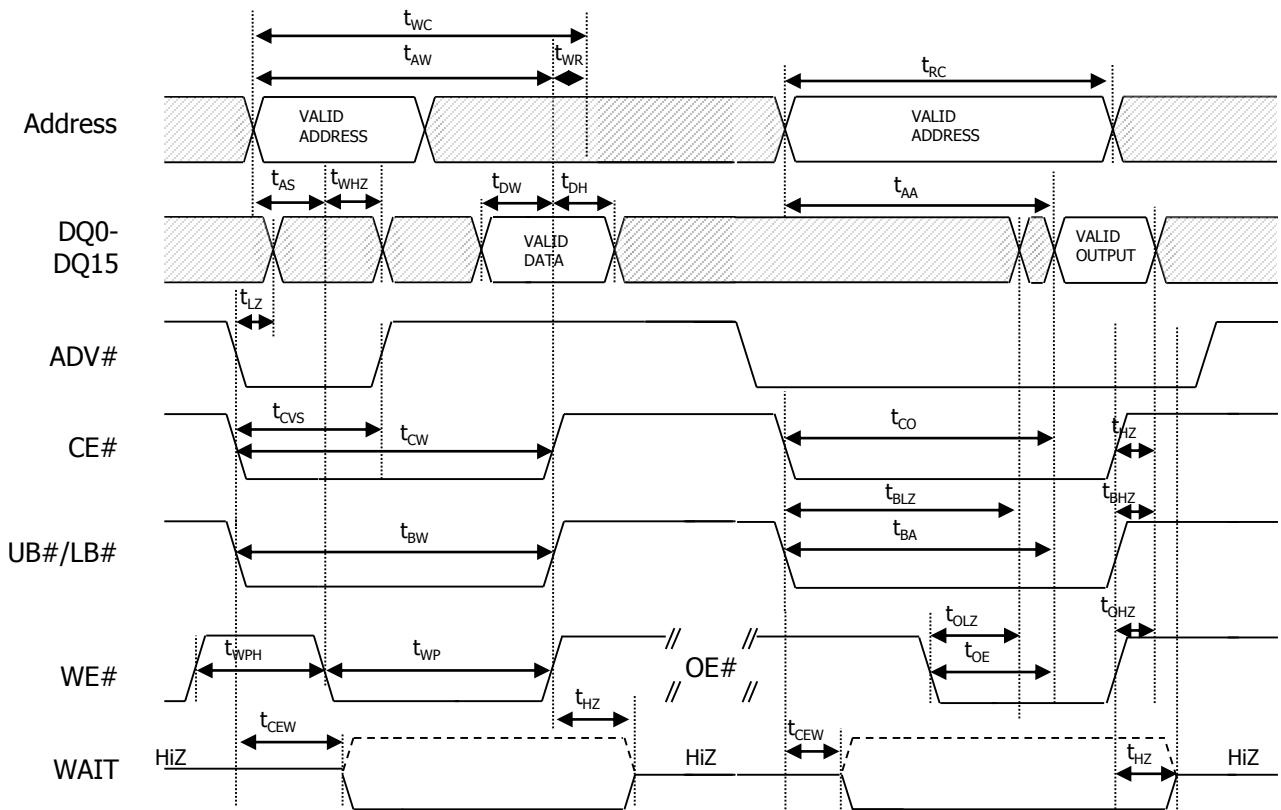 tWC
tAW
tWR
tRC
Address
VALID
ADDRESS
VALID
ADDRESS
tAS
tWHZ
tDW
tDH
tAA
DQ0-
DQ15
VALID
DATA
VALID
OUTPUT
tLZ
ADV#
tCVS
CE#
tCW
tCO
tHZ
tBLZ
tBHZ
UB#/LB#
tBW
tBA
tOLZ
tOHZ
WE#
tWPH
tWP
//
//
OE#
tOE
//
//
tHZ
tCEW
tCEW
WAIT
HiZ
HiZ
tHZ
HiZ